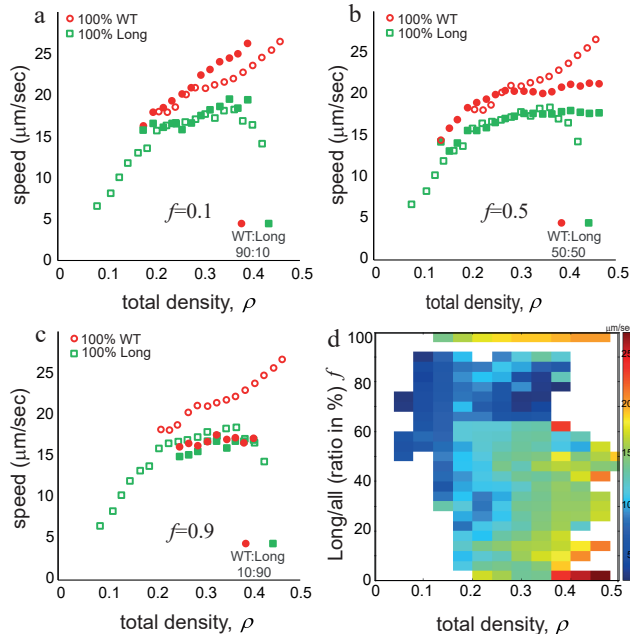 a
100% WT
100% Long
30
25
20
15
10
5
0
speed (μm/sec)
f=0.1
WT:Long
90:10
0
0.1
0.2
0.3
0.4
0.5
total density, ρ
b
100% WT
100% Long
30
25
20
15
10
5
0
speed (μm/sec)
f=0.5
WT:Long
50:50
0
0.1
0.2
0.3
0.4
0.5
total density, ρ
c
100% WT
100% Long
30
25
20
15
10
5
0
speed (μm/sec)
f=0.9
WT:Long
10:90
0
0.1
0.2
0.3
0.4
0.5
total density, ρ
d
100
80
60
40
20
0
Long/all (ratio in %) f
0
0.1
0.2
0.3
0.4
0.5
total density, ρ
μm/sec
25
20
15
10
5